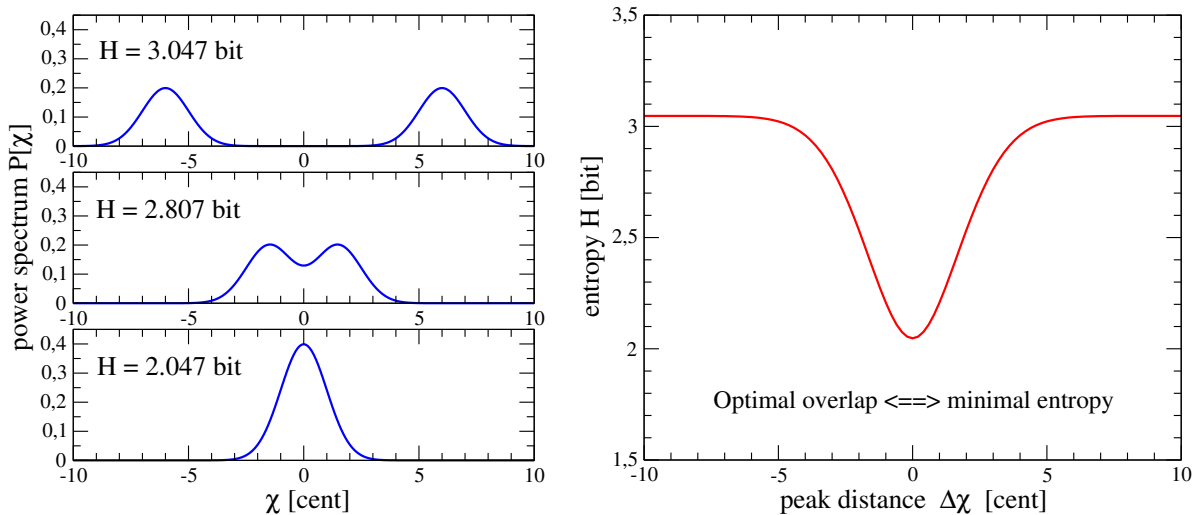 power spectrum P[χ]
0,4
0,3
0,2
0,1
0
H = 3.047 bit
-10 -5 0 5 10
0,4
0,3
0,2
0,1
0
H = 2.807 bit
-10 -5 0 5 10
0,4
0,3
0,2
0,1
0
H = 2.047 bit
-10 -5 0 5 10
χ [cent]
entropy H [bit]
3,5
3
2,5
2
1,5
Optimal overlap <==> minimal entropy
-10 -5 0 5 10
peak distance Δχ [cent]